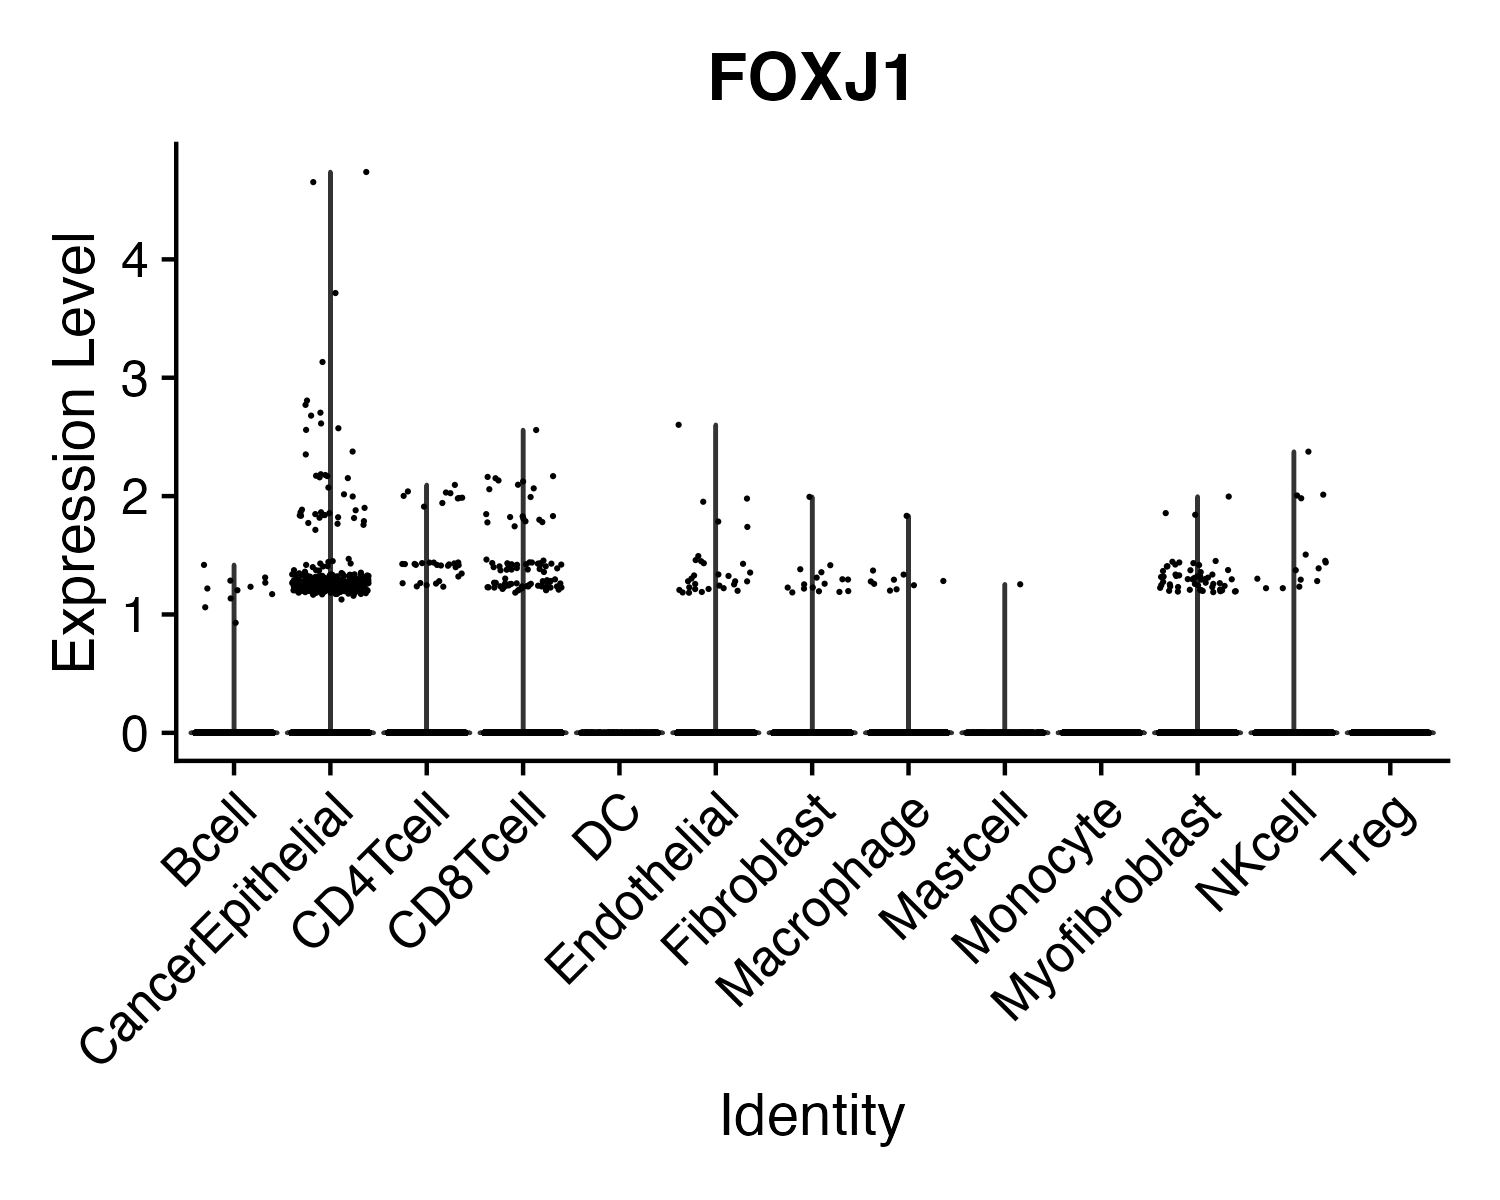 FOXJ1
Expression Level
4
3
2
1
0
Bcell
CancerEpithelial
CD4Tcell
CD8Tcell
DC
Endothelial
Fibroblast
Macrophage
Mastcell
Monocyte
Myofibroblast
NKcell
Treg
Identity